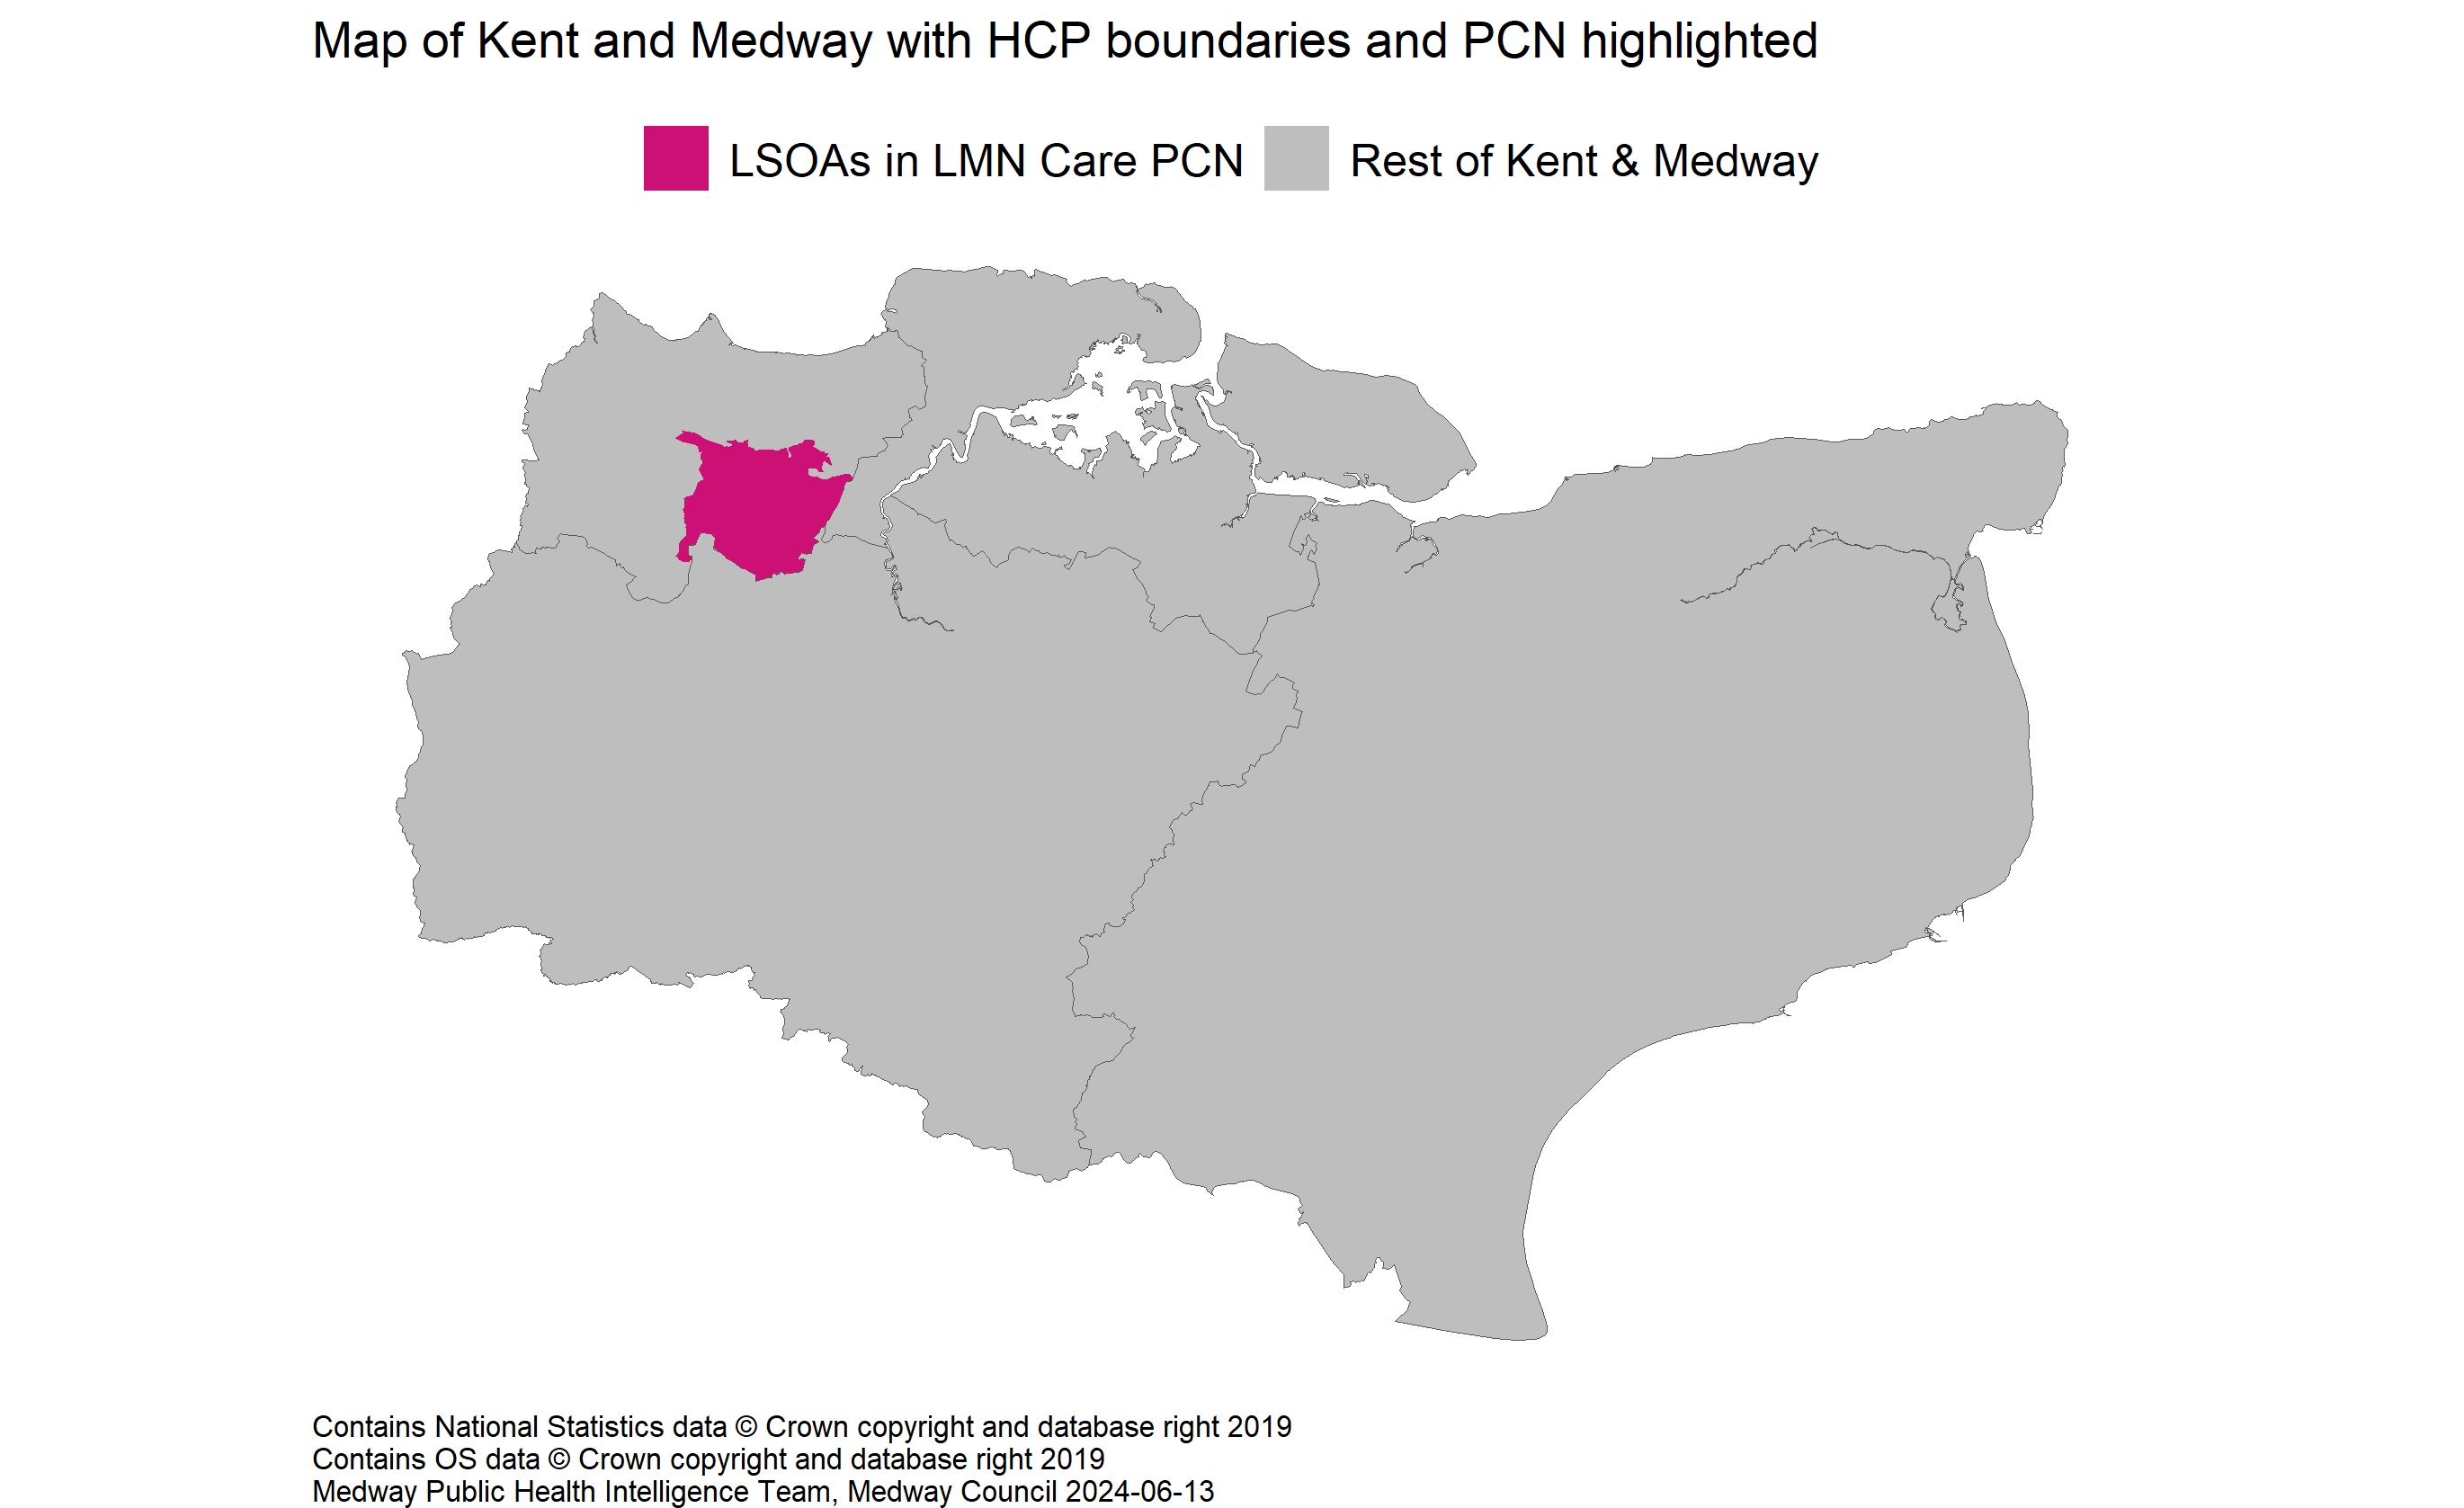 Map of Kent and Medway with HCP boundaries and PCN highlighted
LSOAs in LMN Care PCN
Rest of Kent & Medway
Contains National Statistics data © Crown copyright and database right 2019
Contains OS data © Crown copyright and database right 2019
Medway Public Health Intelligence Team, Medway Council 2024-06-13